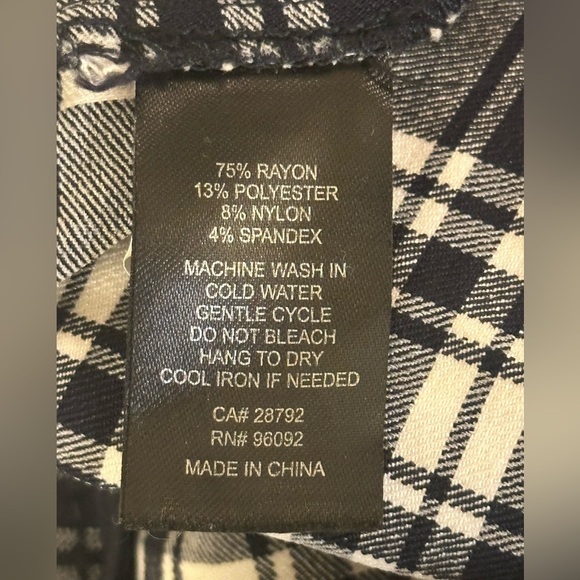 75% RAYON
13% POLYESTER
8% NYLON
4% SPANDEX
MACHINE WASH IN
COLD WATER
GENTLE CYCLE
DO NOT BLEACH
HANG TO DRY
COOL IRON IF NEEDED
CA# 28792
RN# 96092
MADE IN CHINA